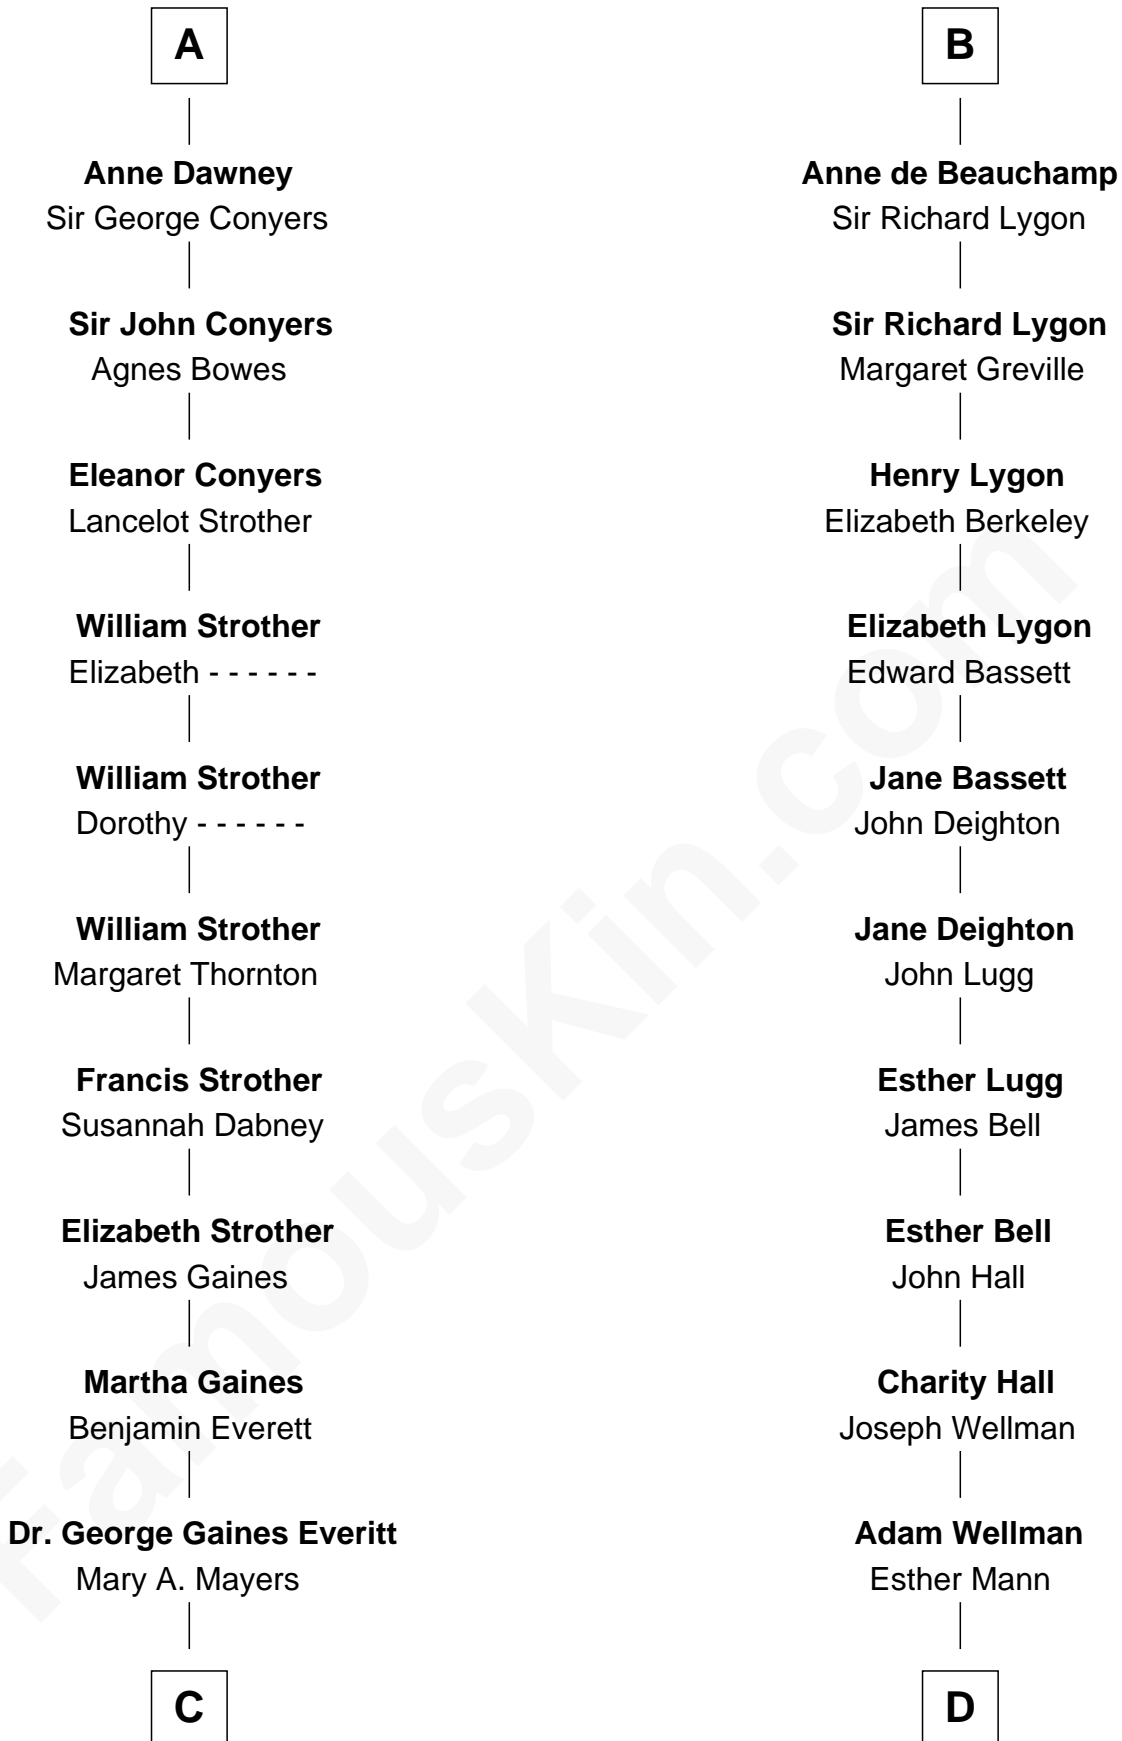 A
Anne Dawney
Sir George Conyers
Sir John Conyers
Agnes Bowes
Eleanor Conyers
Lancelot Strother
William Strother
Elizabeth - - - - - -
William Strother
Dorothy - - - - - -
William Strother
Margaret Thornton
Francis Strother
Susannah Dabney
Elizabeth Strother
James Gaines
Martha Gaines
Benjamin Everett
Dr. George Gaines Everitt
Mary A. Mayers
C
B
Anne de Beauchamp
Sir Richard Lygon
Sir Richard Lygon
Margaret Greville
Henry Lygon
Elizabeth Berkeley
Elizabeth Lygon
Edward Bassett
Jane Bassett
John Deighton
Jane Deighton
John Lugg
Esther Lugg
James Bell
Esther Bell
John Hall
Charity Hall
Joseph Wellman
Adam Wellman
Esther Mann
D
FamousKin.com